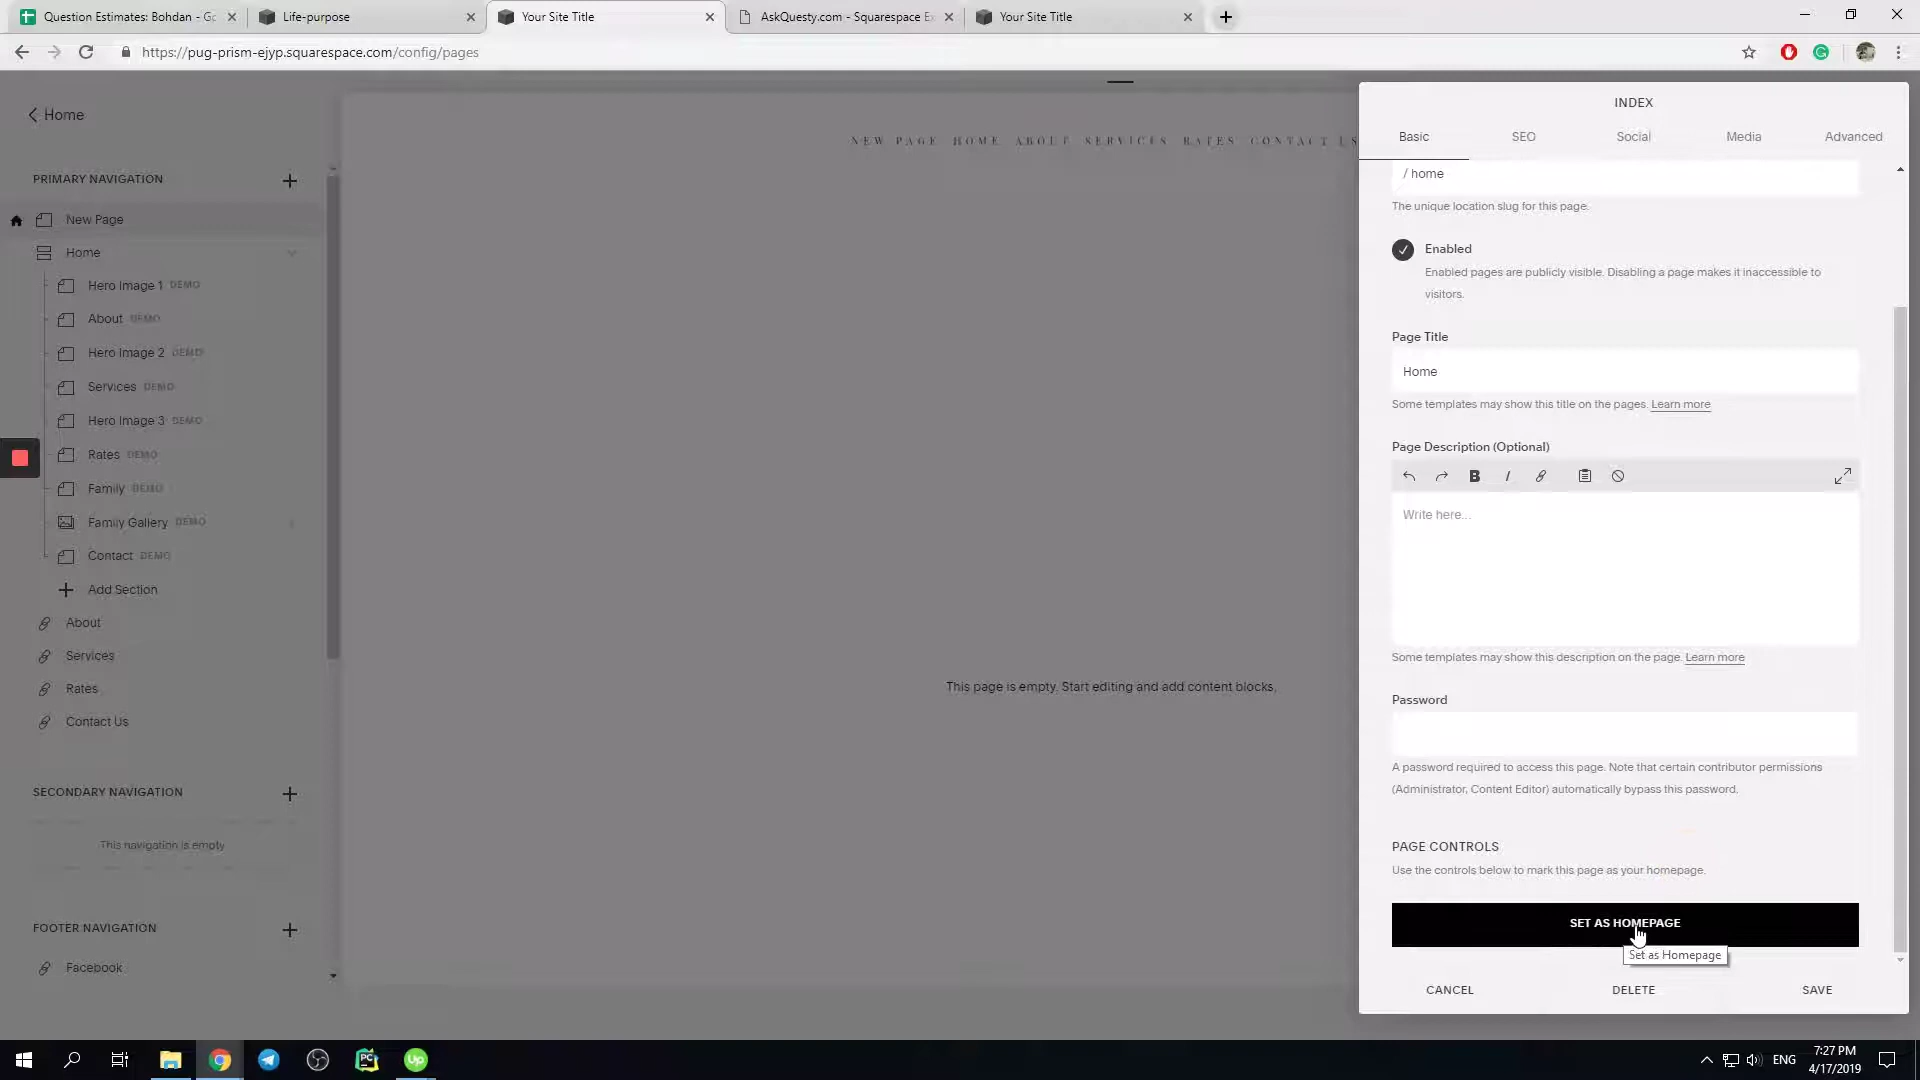 Question Estimates: Bohdan - Go
Life-purpose
Your Site Title
AskQuesty.com - Squarespace E
Your Site Title
https://pug-prism-ejyp.squarespace.com/config/pages
Home
PRIMARY NAVIGATION
New Page
Home
Hero Image 1 DEMO
About DEMO
Hero Image 2 DEMO
Services DEMO
Hero Image 3 DEMO
Rates DEMO
Family DEMO
Family Gallery DEMO
Contact DEMO
Add Section
About
Services
Rates
Contact Us
SECONDARY NAVIGATION
This navigation is empty
FOOTER NAVIGATION
Facebook
NEW PAGE HOME ABOUT SERVICES RATES CONTACT US
This page is empty. Start editing and add content blocks.
INDEX
Basic SEO Social Media Advanced
/ home
The unique location slug for this page.
Enabled
Enabled pages are publicly visible. Disabling a page makes it inaccessible to
visitors.
Page Title
Home
Some templates may show this title on the pages. Learn more
Page Description (Optional)
B I
Write here...
Some templates may show this description on the page. Learn more
Password
A password required to access this page. Note that certain contributor permissions
(Administrator, Content Editor) automatically bypass this password.
PAGE CONTROLS
Use the controls below to mark this page as your homepage.
SET AS HOMEPAGE
Set as Homepage
CANCEL DELETE SAVE
PC
Up
ENG
7:27 PM
4/17/2019